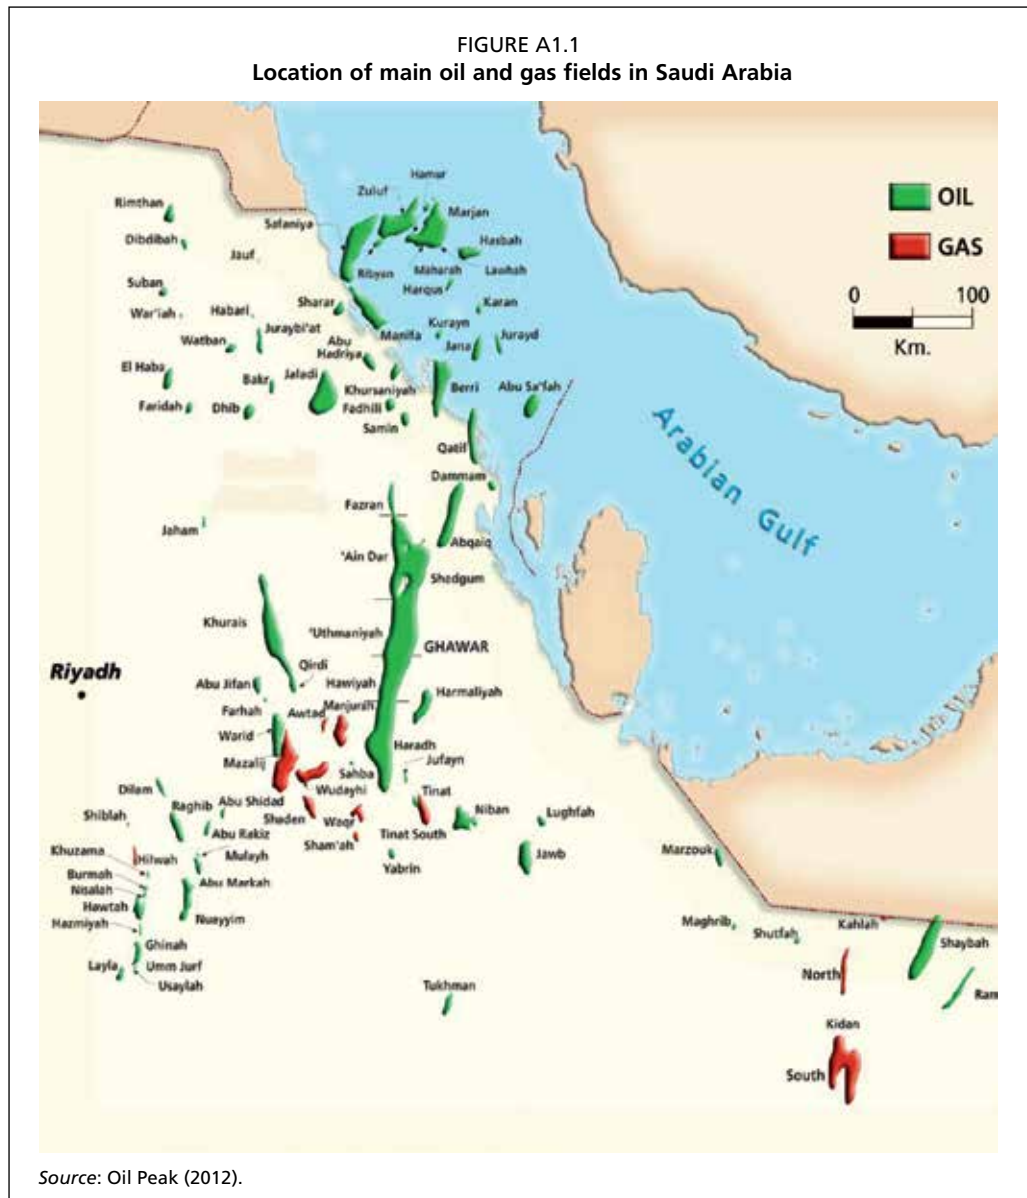 FIGURE A1.1
Location of main oil and gas fields in Saudi Arabia
OIL
GAS
0 100
Km.
Hamur
Zuluf
Rimthan
Marjan
Safaniya
Dibdibah
Hasbah
Jauf
Ribyan
Maharah
Lawhah
Suban
Harqus
Sharar
Karan
War'iah
Habari
Kurayn
Juraybi'at
Manifa
Jurayd
Watban
Abu
Hadriya
Jana
El Haba
Bakr
Jaladi
Khursaniyah
Berri
Abu Sa'fah
Faridah
Dhib
Fadhili
Samin
Qatif
Arabian Gulf
Dammam
Fazran
Jaham
Abqaiq
'Ain Dar
Shedgum
Khurais
'Uthmaniyah
GHAWAR
Riyadh
Qirdi
Abu Jifan
Hawiyah
Harmaliyah
Farhah
Awtad
Manjurah
Warid
Haradh
Mazalij
Sahba
Jufayn
Dilam
Wudayhi
Tinat
Raghib
Abu Shidad
Niban
Lughfah
Shiblah
Shaden
Waqr
Abu Rakiz
Tinat South
Sham'ah
Khuzama
Hilwah
Mulayh
Jawb
Marzouk
Burmah
Yabrin
Nisalah
Abu Markah
Hawtah
Nuayyim
Hazmiyah
Maghrib
Kahlah
Shutfah
Ghinah
Shaybah
Layla
Umm Jurf
North
Usaylah
Tukhman
Ram
Kidan
South
Source: Oil Peak (2012).